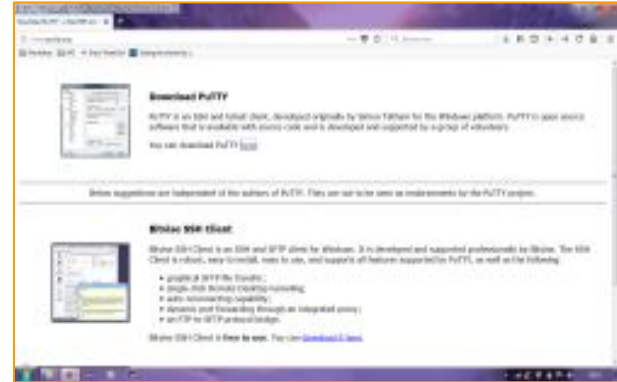 Download PuTTY
PuTTY is an SSH and telnet client, developed originally by Simon Tatham for the Windows platform. PuTTY is open source
software that is available with source code and is developed and supported by a group of volunteers.
You can download PuTTY here.
Below suggestions are independent of the authors of PuTTY. They are not to be seen as endorsements by the PuTTY project.
Bitvise SSH Client
Bitvise SSH Client is an SSH and SFTP client for Windows. It is developed and supported professionally by Bitvise. The SSH
Client is robust, easy to install, easy to use, and supports all features supported by PuTTY, as well as the following:
graphical SFTP file transfer;
single-click Remote Desktop tunneling;
auto-reconnecting capability;
dynamic port forwarding through an integrated proxy;
an FTP-to-SFTP protocol bridge.
Bitvise SSH Client is free to use. You can download it here.